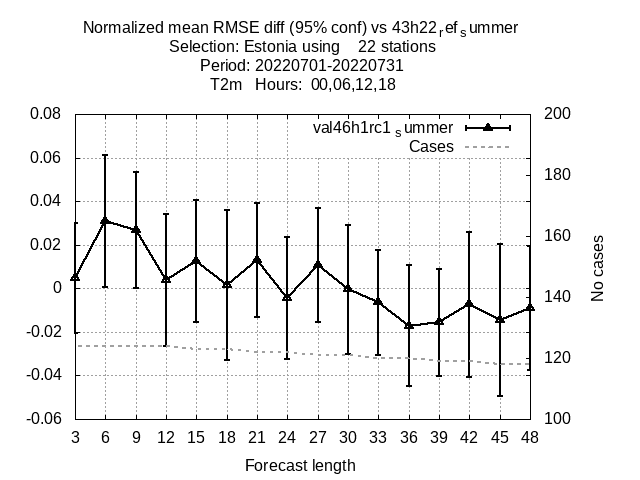 Normalized mean RMSE diff (95% conf) vs 43h22refsummer
Selection: Estonia using 22 stations
Period: 20220701-20220731
T2m Hours: 00,06,12,18
val46h1rc1summer
Cases
0.08
0.06
0.04
0.02
0
-0.02
-0.04
-0.06
200
180
160
140
120
100
No cases
3 6 9 12 15 18 21 24 27 30 33 36 39 42 45 48
Forecast length